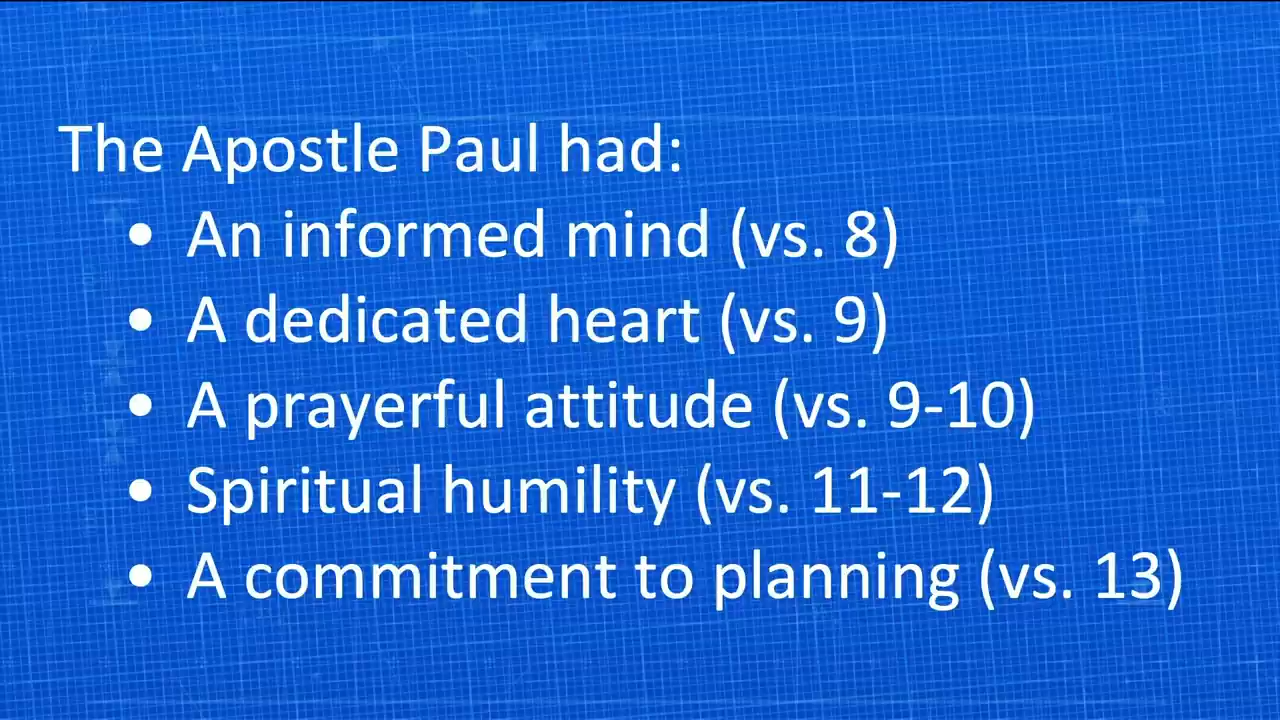 The Apostle Paul had:
• An informed mind (vs. 8)
• A dedicated heart (vs. 9)
• A prayerful attitude (vs. 9-10)
• Spiritual humility (vs. 11-12)
• A commitment to planning (vs. 13)